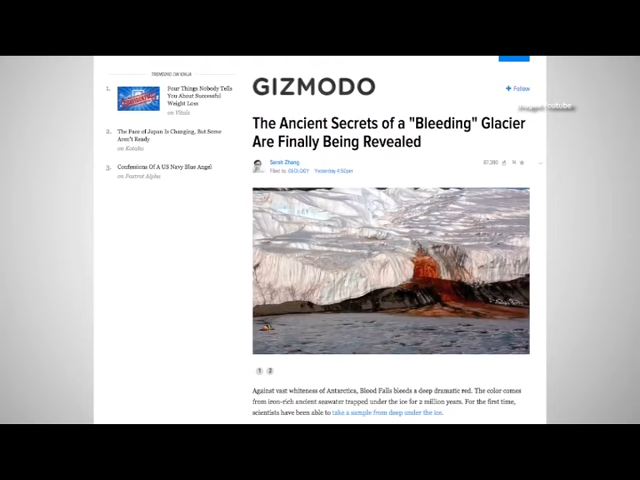 TRENDING ON KINJA
1.
Four Things Nobody Tells
You About Successful
Weight Loss
on Vitals
2.
The Face of Japan Is Changing, But Some
Aren't Ready
on Kotaku
3.
Confessions Of A US Navy Blue Angel
on Foxtrot Alpha
GIZMODO
+ Follow
The Ancient Secrets of a "Bleeding" Glacier
Are Finally Being Revealed
Sarah Zhang
Filed to: GEOLOGY Yesterday 4:50pm
1 2
Against vast whiteness of Antarctica, Blood Falls bleeds a deep dramatic red. The color comes
from iron-rich ancient seawater trapped under the ice for 2 million years. For the first time,
scientists have been able to take a sample from deep under the ice.